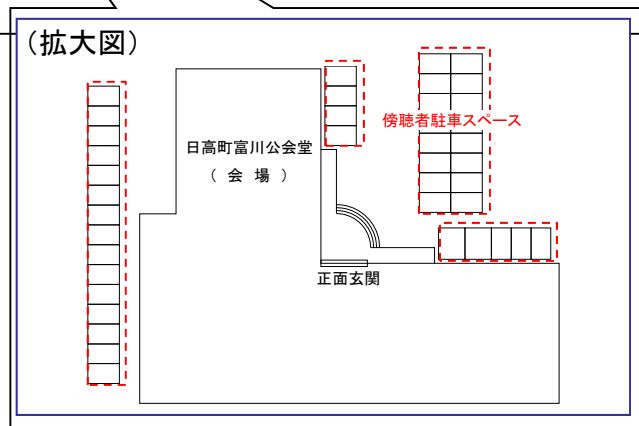 (拡大図)
日高町富川公会堂
( 会 場 )
傍聴者駐車スペース
正面玄関